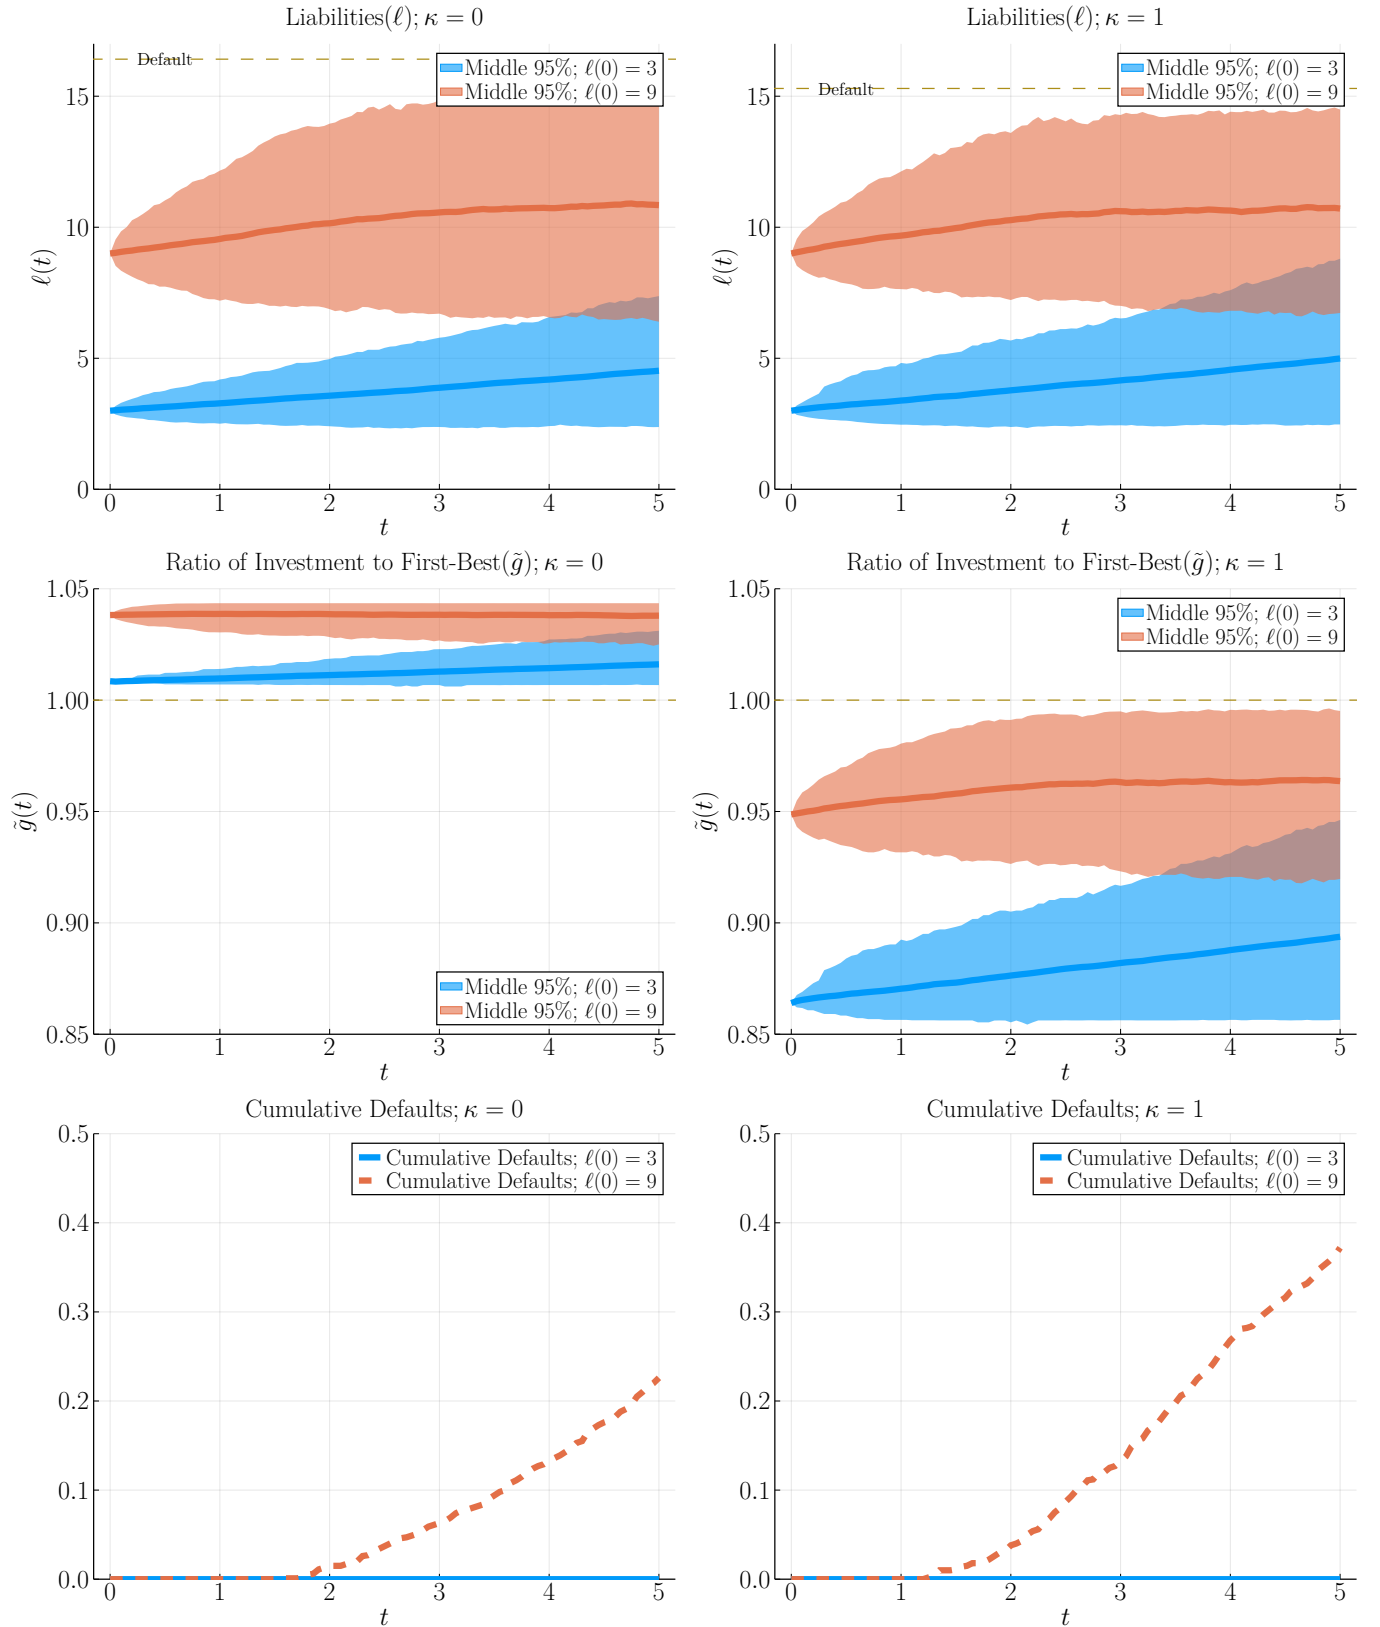 Liabilities(ℓ); κ = 0
Default
Middle 95%; ℓ(0) = 3
Middle 95%; ℓ(0) = 9
15
10
5
0
ℓ(t)
0 1 2 3 4 5
t
Liabilities(ℓ); κ = 1
Default
Middle 95%; ℓ(0) = 3
Middle 95%; ℓ(0) = 9
15
10
5
0
ℓ(t)
0 1 2 3 4 5
t
Ratio of Investment to First-Best(g̃); κ = 0
1.05
1.00
0.95
0.90
0.85
g̃(t)
Middle 95%; ℓ(0) = 3
Middle 95%; ℓ(0) = 9
0 1 2 3 4 5
t
Ratio of Investment to First-Best(g̃); κ = 1
Middle 95%; ℓ(0) = 3
Middle 95%; ℓ(0) = 9
1.05
1.00
0.95
0.90
0.85
g̃(t)
0 1 2 3 4 5
t
Cumulative Defaults; κ = 0
Cumulative Defaults; ℓ(0) = 3
Cumulative Defaults; ℓ(0) = 9
0.5
0.4
0.3
0.2
0.1
0.0
0 1 2 3 4 5
t
Cumulative Defaults; κ = 1
Cumulative Defaults; ℓ(0) = 3
Cumulative Defaults; ℓ(0) = 9
0.5
0.4
0.3
0.2
0.1
0.0
0 1 2 3 4 5
t